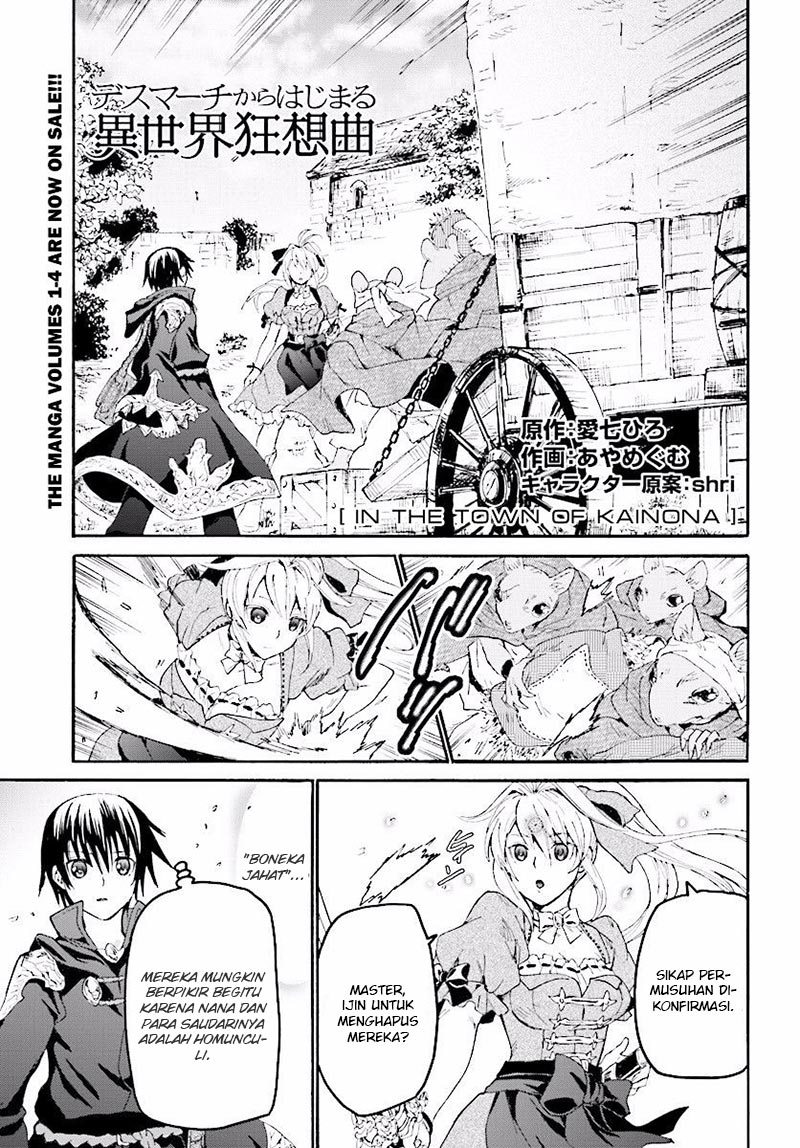 デスマーチからはじまる
異世界狂想曲
THE MANGA VOLUMES 1-4 ARE NOW ON SALE!!!
原作:愛七ひろ
作画:あやめぐむ
キャラクター原案:shri
[ IN THE TOWN OF KAINONA ]
SIKAP PER-
MUSUHAN DI-
KONFIRMASI.
MASTER,
IJIN UNTUK
MENGHAPUS
MEREKA?
"BONEKA
JAHAT"...
MEREKA MUNGKIN
BERPIKIR BEGITU
KARENA NANA DAN
PARA SAUDARINYA
ADALAH HOMUNCU-
LI.